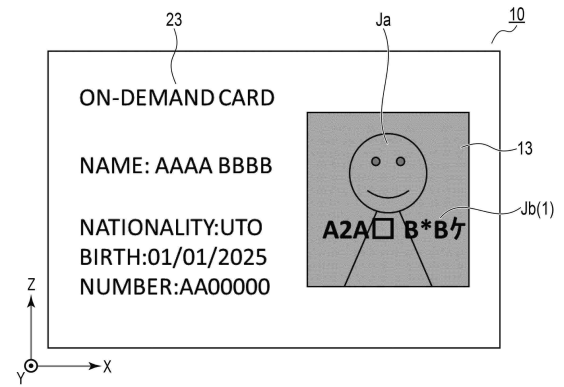 23
Ja
10
ON-DEMAND CARD
13
NAME: AAAA BBBB
Jb(1)
A2A□ B*Bケ
NATIONALITY:UTO
BIRTH:01/01/2025
NUMBER:AA00000
Z
X
Y